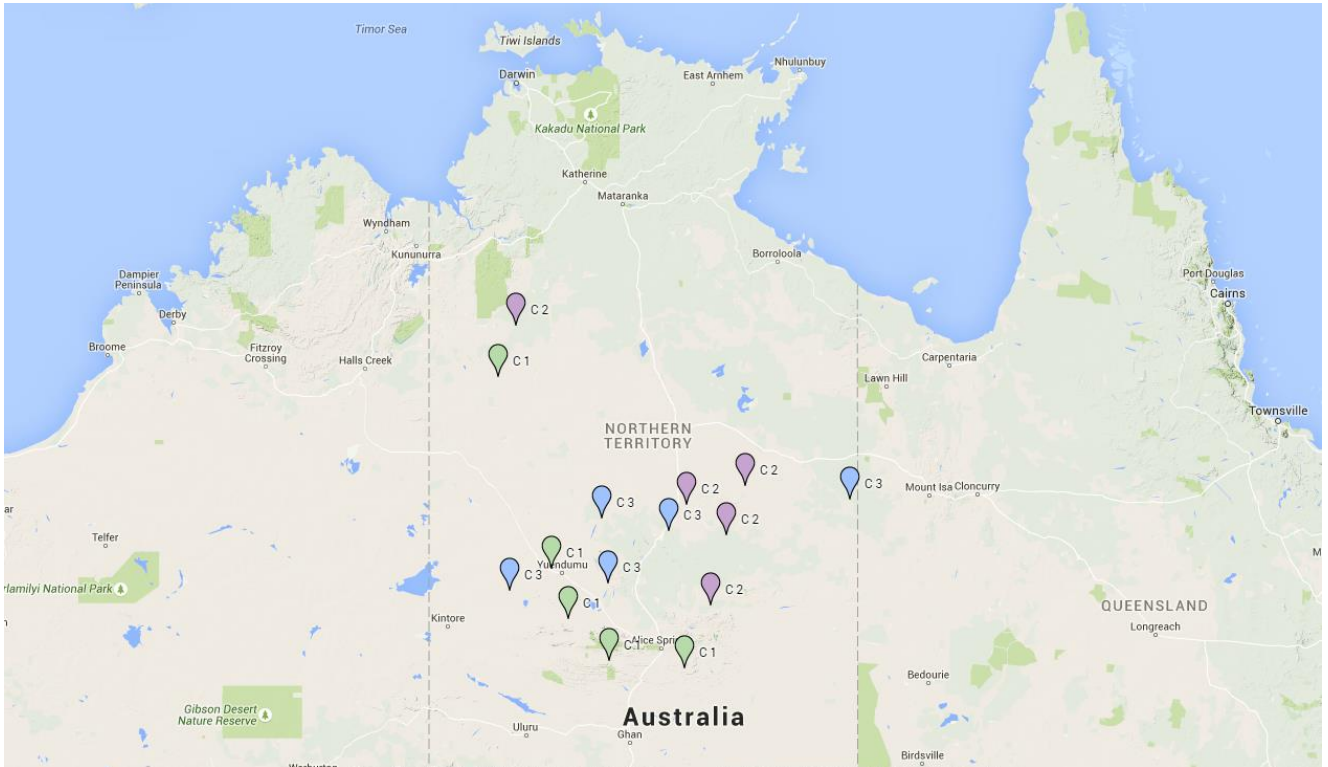 Timor Sea
Tiwi Islands
Darwin
East Arnhem
Nhulunbuy
Kakadu National Park
Katherine
Mataranka
Wyndham
Kununurra
Borroloola
Dampier
Peninsula
Derby
Port Douglas
Cairns
C 2
Broome
Fitzroy
Crossing
Halls Creek
C 1
Carpentaria
Lawn Hill
Townsville
NORTHERN
TERRITORY
C 2
C 2
C 3
Mount Isa
Cloncurry
C 3
C 3
C 2
Telfer
C 1
Yuendumu
C 3
C 3
C 2
C 1
Kintore
QUEENSLAND
Longreach
C 1
C 1
Bedourie
Gibson Desert
Nature Reserve
Australia
Uluru
Ghan
Birdsville